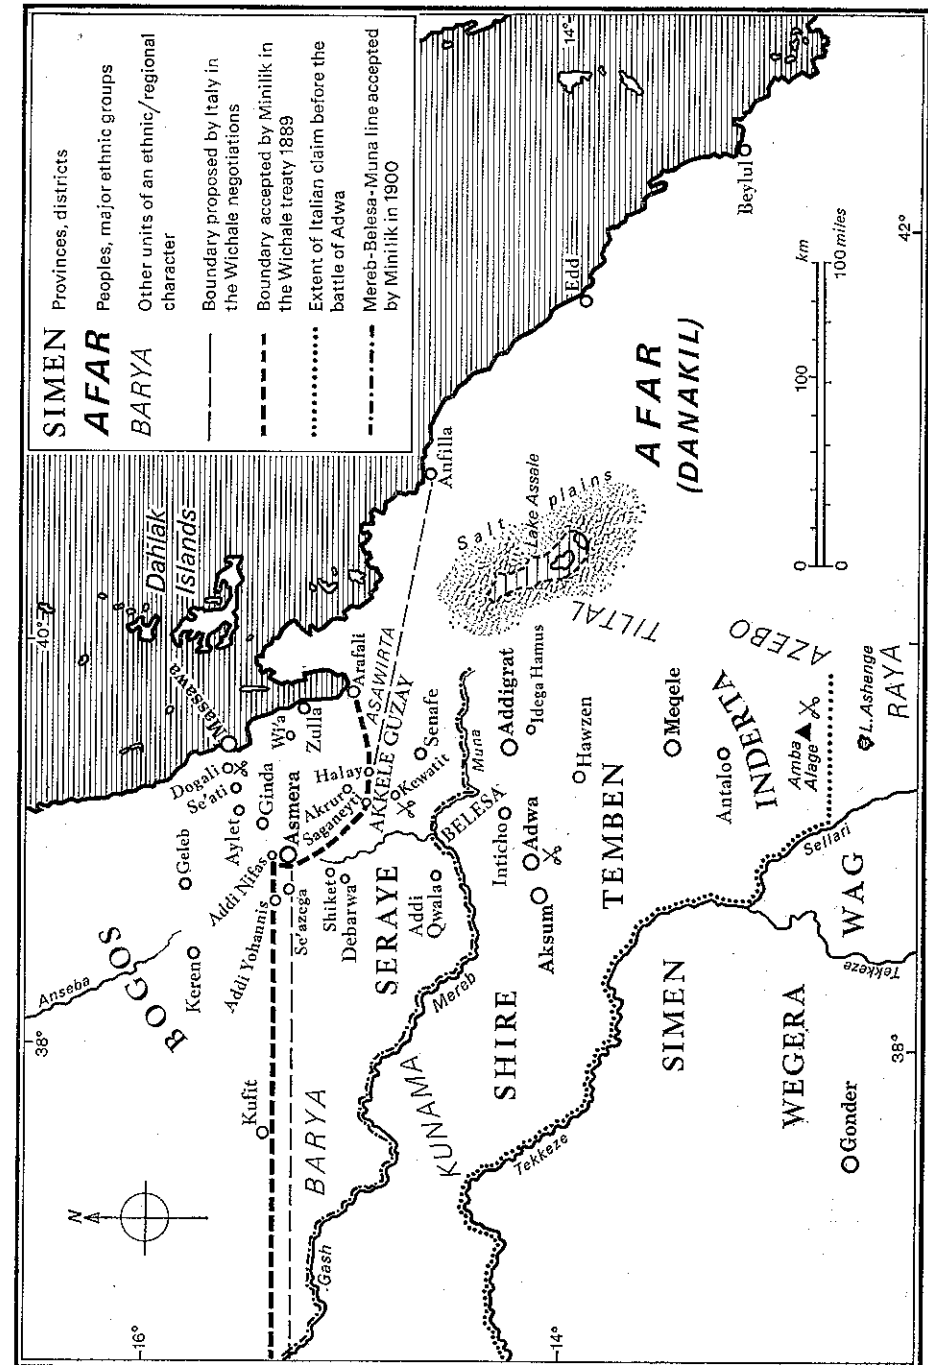 SIMEN Provinces, districts
AFAR Peoples, major ethnic groups
BARYA Other units of an ethnic/regional
character
Boundary proposed by Italy in
the Wichale negotiations
Boundary accepted by Minilik in
the Wichale treaty 1889
Extent of Italian claim before the
battle of Adwa
Mereb-Belesa-Muna line accepted
by Minilik in 1900
N
16°
38°
40°
14°
Anseba
BOGOS
Keren
Geleb
Kufit
Dahlak
Islands
Massawa
Dogali
Se'ati
Aylet
Ginda
Wi'a
Zulla
Arafali
Addi Nifas
Asmera
Addi Yohannis
Se'azega
Halay
Akrur
Saganeyti
ASAWIRTA
AKKELE GUZAY
Kewatit
Senafe
Shiket
Debarwa
SERAYE
Addi
Qwala
BARYA
Gash
Mereb
BELESA
Muna
Anfilla
KUNAMA
SHIRE
Inticho
Adwa
Aksum
Addigrat
Idega Hamus
Hawzen
Salt plains
Lake Assale
Edd
Beylul
14°
Tekkeze
TEMBEN
TILTAL
AFAR
(DANAKIL)
SIMEN
Meqele
Antalo
INDERTA
AZEBO
Amba
Alage
WEGERA
WAG
Sellari
Tekkeze
L. Ashenge
RAYA
Gonder
38°
42°
0 100 km
0 100 miles